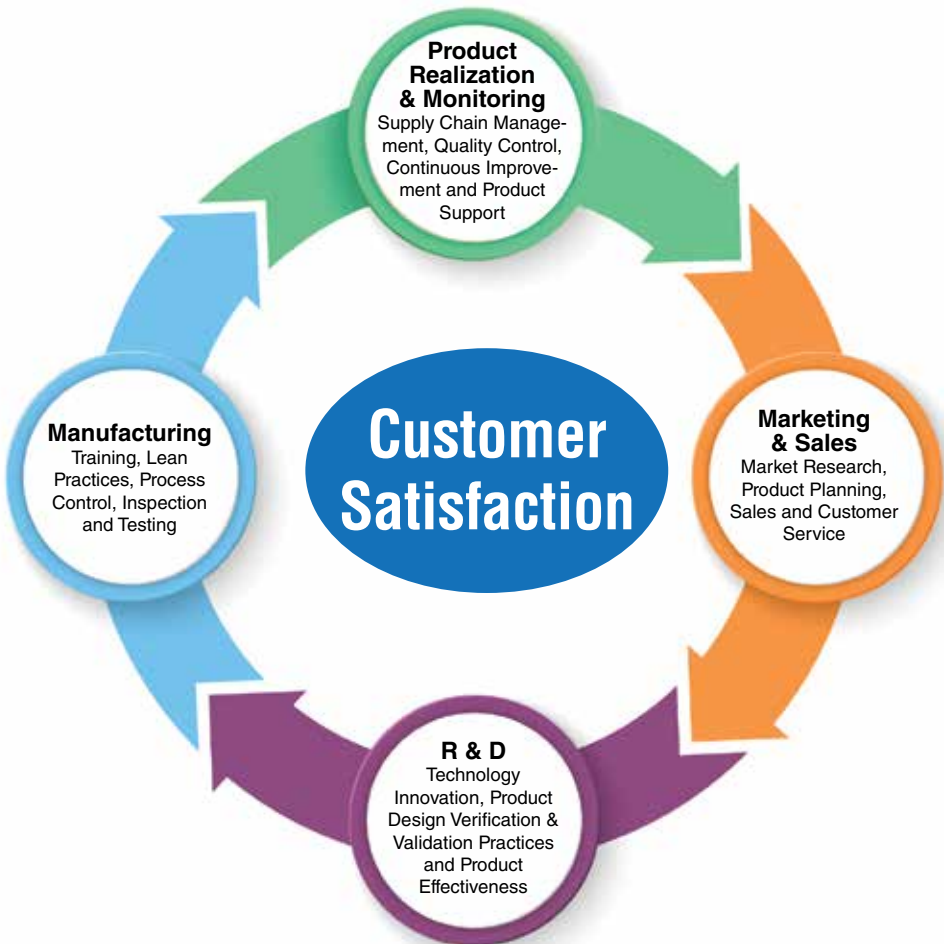 Product
Realization
& Monitoring
Supply Chain Manage-
ment, Quality Control,
Continuous Improve-
ment and Product
Support
Manufacturing
Training, Lean
Practices, Process
Control, Inspection
and Testing
Customer
Satisfaction
Marketing
& Sales
Market Research,
Product Planning,
Sales and Customer
Service
R & D
Technology
Innovation, Product
Design Verification &
Validation Practices
and Product
Effectiveness